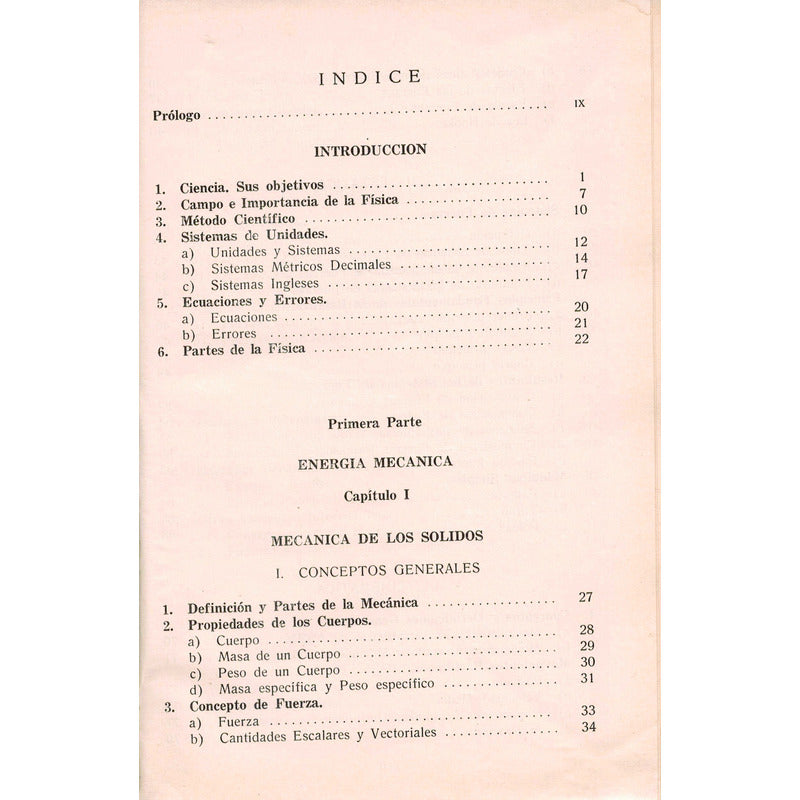 INDICE
Prólogo ........................................ IX
INTRODUCCION
1. Ciencia. Sus objetivos ........................................ 1
2. Campo e Importancia de la Física ........................................ 7
3. Método Científico ........................................ 10
4. Sistemas de Unidades.
a) Unidades y Sistemas ........................................ 12
b) Sistemas Métricos Decimales ........................................ 14
c) Sistemas Ingleses ........................................ 17
5. Ecuaciones y Errores.
a) Ecuaciones ........................................ 20
b) Errores ........................................ 21
6. Partes de la Física ........................................ 22
Primera Parte
ENERGIA MECANICA
Capítulo I
MECANICA DE LOS SOLIDOS
I. CONCEPTOS GENERALES
1. Definición y Partes de la Mecánica ........................................ 27
2. Propiedades de los Cuerpos.
a) Cuerpo ........................................ 28
b) Masa de un Cuerpo ........................................ 29
c) Peso de un Cuerpo ........................................ 30
d) Masa específica y Peso específico ........................................ 31
3. Concepto de Fuerza.
a) Fuerza ........................................ 33
b) Cantidades Escalares y Vectoriales ........................................ 34